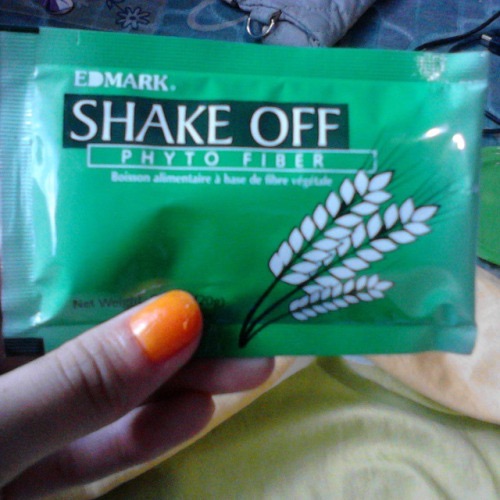 EDMARK®
SHAKE OFF
PHYTO FIBER
Boisson alimentaire à base de fibre végétale
Net Weight